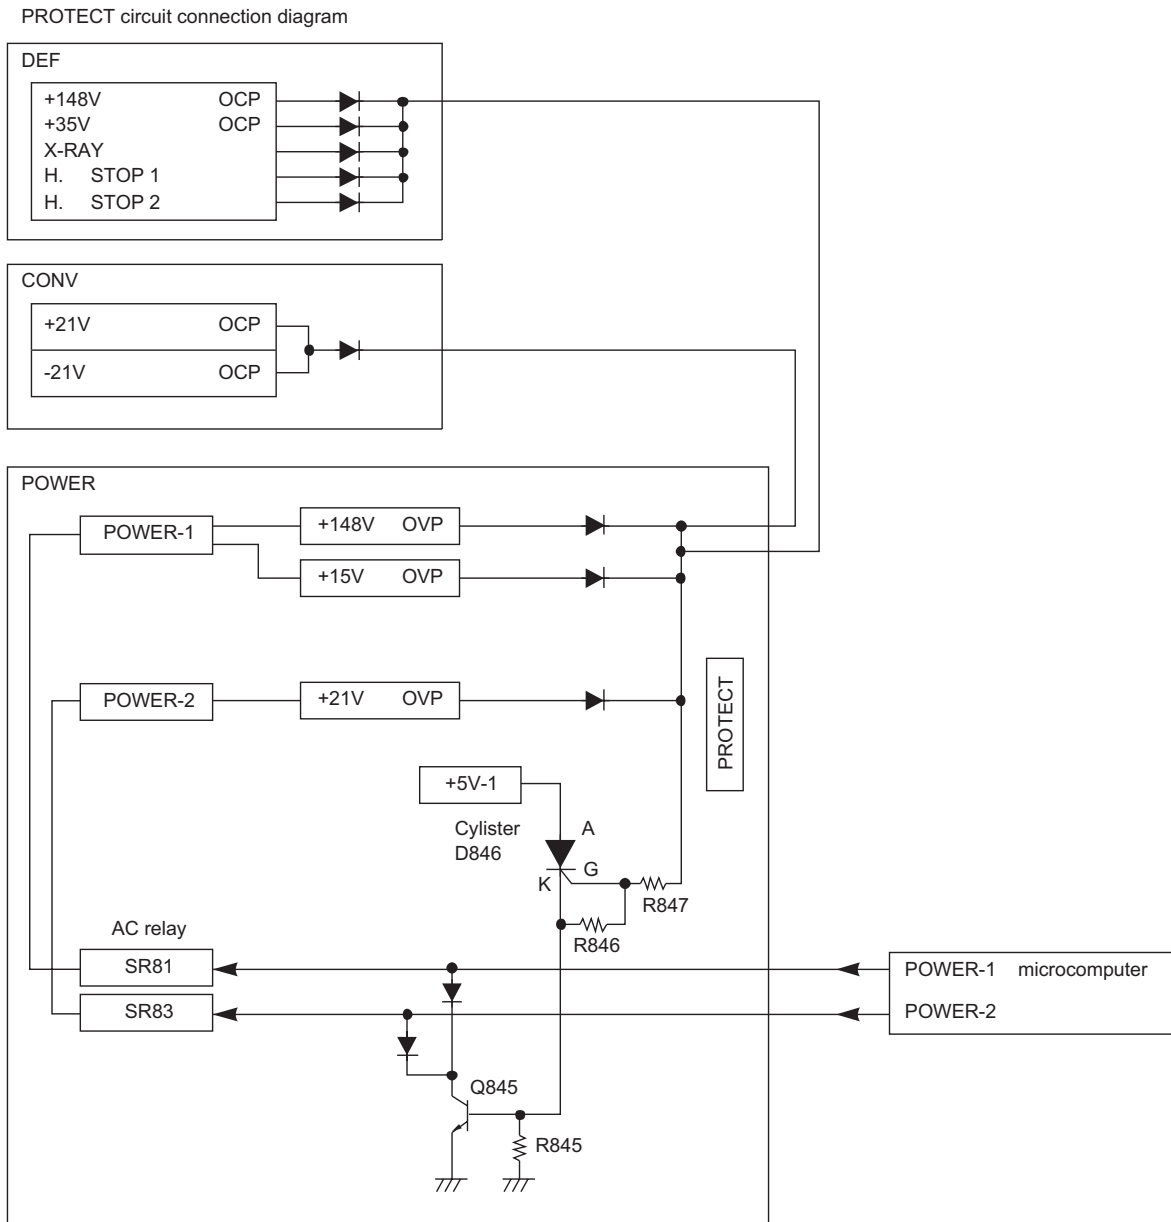 PROTECT circuit connection diagram
DEF
+148V OCP
+35V OCP
X-RAY
H. STOP 1
H. STOP 2
CONV
+21V OCP
-21V OCP
POWER
POWER-1
+148V OVP
+15V OVP
POWER-2
+21V OVP
PROTECT
+5V-1
Cylister
D846
A
G
K
R847
R846
AC relay
SR81
SR83
POWER-1 microcomputer
POWER-2
Q845
R845